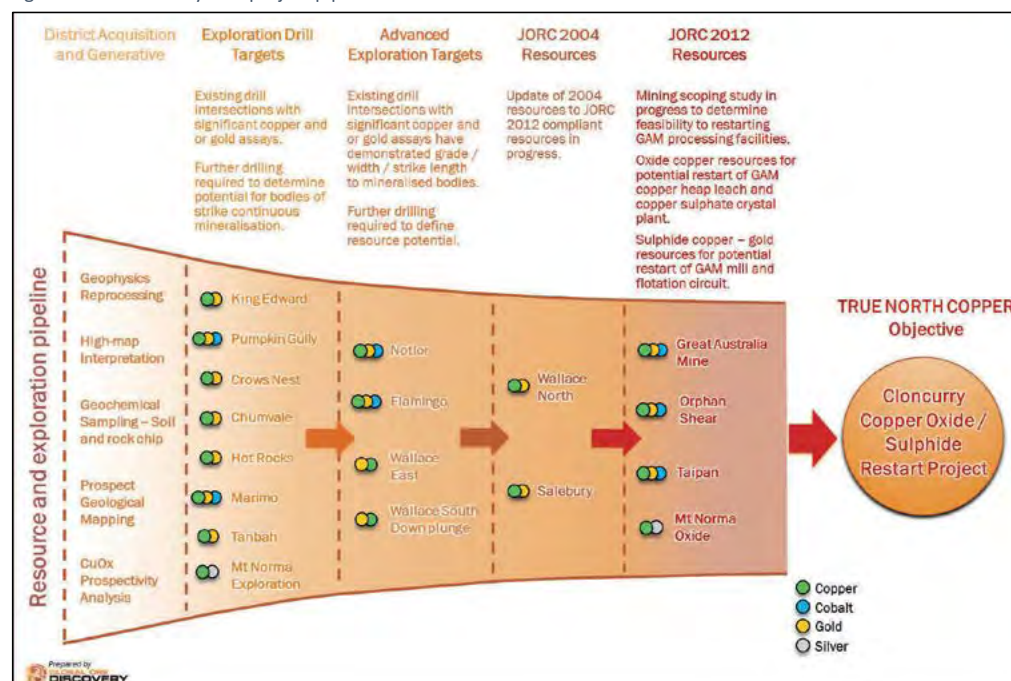 District Acquisition
and Generative
Exploration Drill
Targets
Existing drill
intersections with
significant copper and
or gold assays.
Further drilling
required to determine
potential for bodies of
strike continuous
mineralisation.
Advanced
Exploration Targets
Existing drill
intersections with
significant copper and
or gold assays have
demonstrated grade /
width / strike length
to mineralised bodies.
Further drilling
required to define
resource potential.
JORC 2004
Resources
Update of 2004
resources to JORC
2012 compliant
resources in
progress.
JORC 2012
Resources
Mining scoping study in
progress to determine
feasibility to restarting
GAM processing facilities.
Oxide copper resources for
potential restart of GAM
copper heap leach and
copper sulphate crystal
plant.
Sulphide copper – gold
resources for potential
restart of GAM mill and
flotation circuit.
Resource and exploration pipeline
Geophysics
Reprocessing
High-map
Interpretation
Geochemical
Sampling – Soil
and rock chip
Prospect
Geological
Mapping
CuOx
Prospectivity
Analysis
King Edward
Pumpkin Gully
Crows Nest
Chumvale
Hot Rocks
Marimo
Tanbah
Mt Norma
Exploration
Notlor
Flamingo
Wallace
East
Wallace South
Down plunge
Wallace
North
Salebury
Great Australia
Mine
Orphan
Shear
Taipan
Mt Norma
Oxide
TRUE NORTH COPPER
Objective
Cloncurry
Copper Oxide /
Sulphide
Restart Project
Copper
Cobalt
Gold
Silver
Prepared by
GLOBAL ORE
DISCOVERY